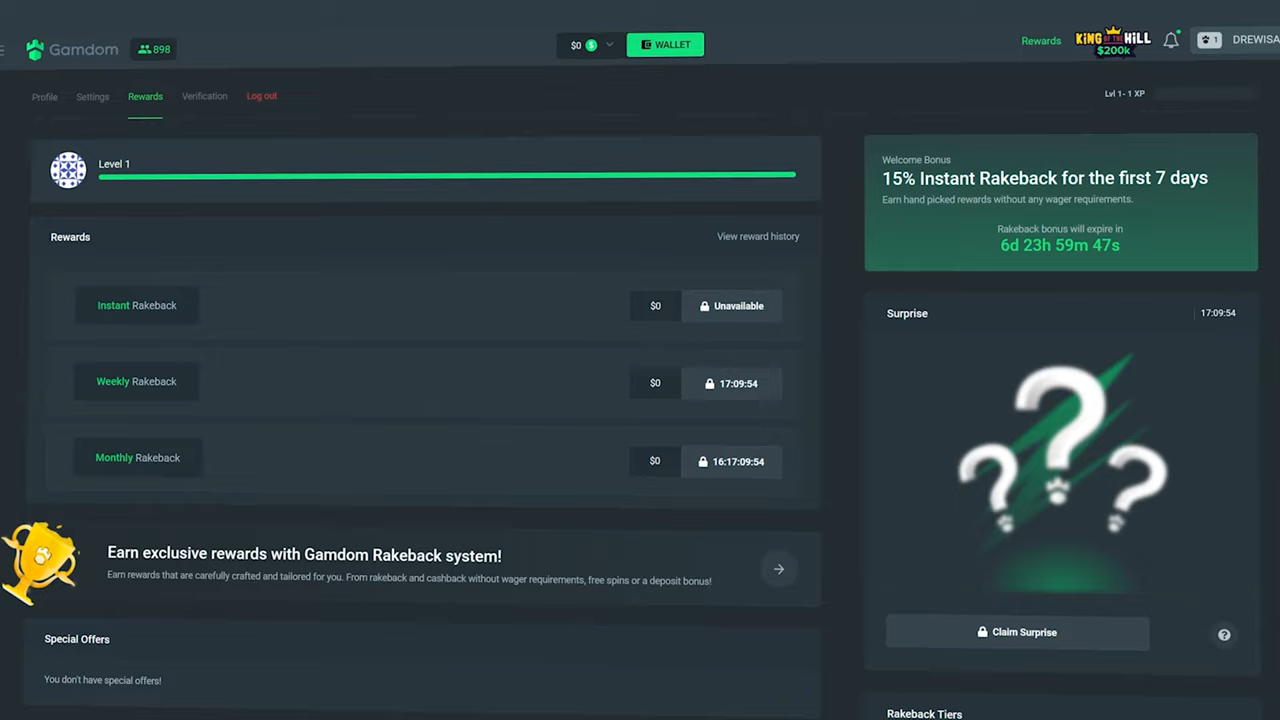 Gamdom
898
$0
WALLET
Rewards
KING OF THE HILL
$200k
1
DREWISA
Profile
Settings
Rewards
Verification
Log out
Lvl 1- 1 XP
Level 1
Rewards
View reward history
Instant Rakeback
$0
Unavailable
Weekly Rakeback
$0
17:09:54
Monthly Rakeback
$0
16:17:09:54
Earn exclusive rewards with Gamdom Rakeback system!
Earn rewards that are carefully crafted and tailored for you. From rakeback and cashback without wager requirements, free spins or a deposit bonus!
Special Offers
You don't have special offers!
Welcome Bonus
15% Instant Rakeback for the first 7 days
Earn hand picked rewards without any wager requirements.
Rakeback bonus will expire in
6d 23h 59m 47s
Surprise
17:09:54
???
Claim Surprise
?
Rakeback Tiers